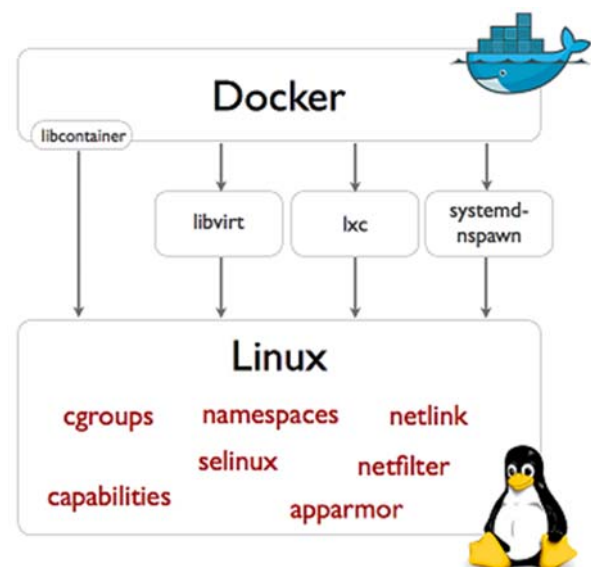 Docker
libcontainer
libvirt
lxc
systemd-
nspawn
Linux
cgroups namespaces netlink
selinux netfilter
capabilities apparmor